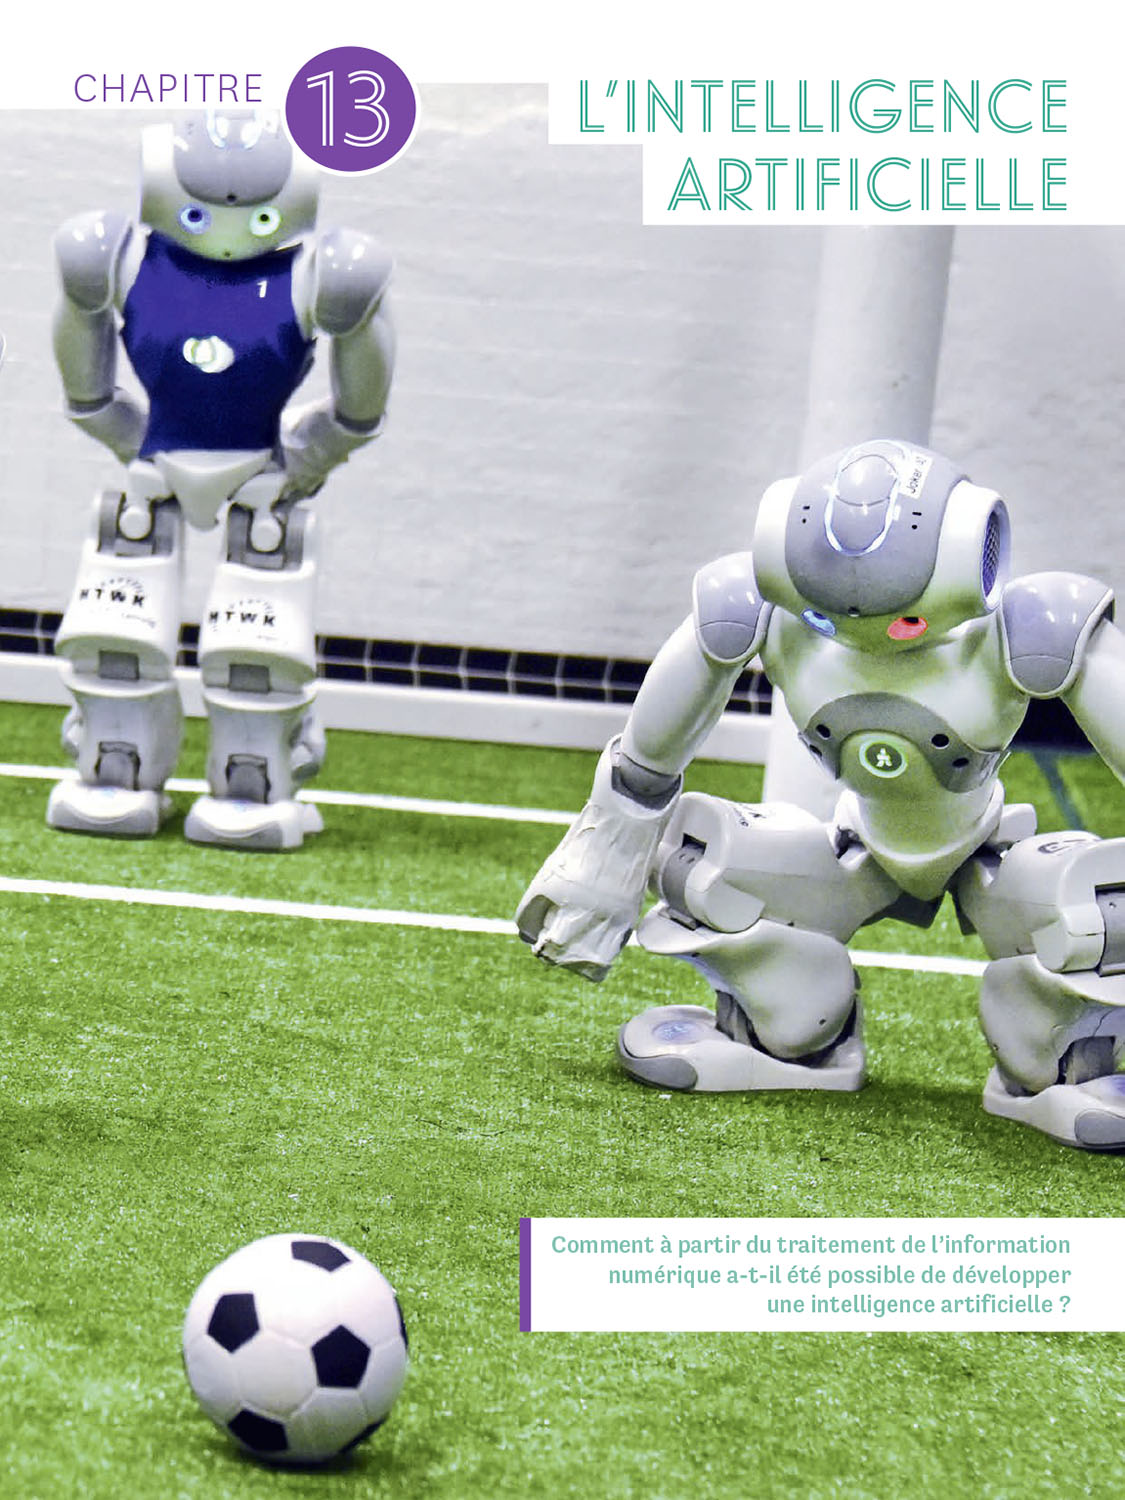 CHAPITRE 13
L'INTELLIGENCE
ARTIFICIELLE
1
Joker
HTWK
HTWK
Comment à partir du traitement de l'information
numérique a-t-il été possible de développer
une intelligence artificielle ?